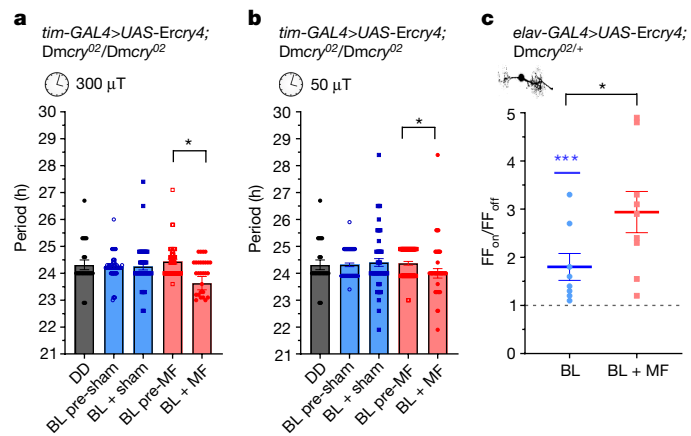 a
tim-GAL4>UAS-Ercry4;
Dmcry02/Dmcry02
300 μT
Period (h)
30
29
28
27
26
25
24
23
22
21
*
DD
BL pre-sham
BL + sham
BL pre-MF
BL + MF
b
tim-GAL4>UAS-Ercry4;
Dmcry02/Dmcry02
50 μT
Period (h)
30
29
28
27
26
25
24
23
22
21
*
DD
BL pre-sham
BL + sham
BL pre-MF
BL + MF
c
elav-GAL4>UAS-Ercry4;
Dmcry02/+
FFon/FFoff
5
4
3
2
1
0
*
***
BL
BL + MF